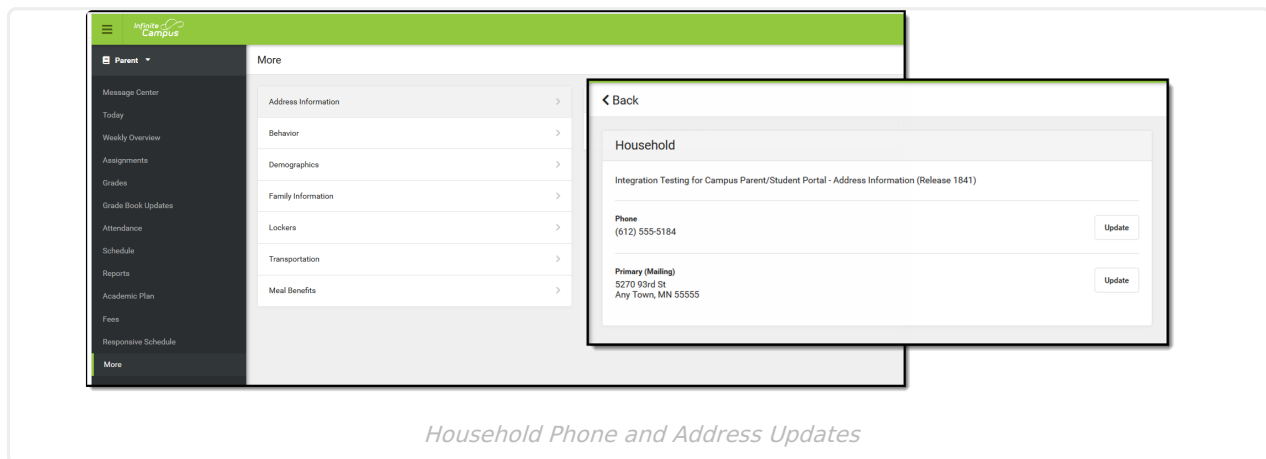 Infinite
Campus
Parent
More
Message Center
Today
Weekly Overview
Assignments
Grades
Grade Book Updates
Attendance
Schedule
Reports
Academic Plan
Fees
Responsive Schedule
More
Address Information
Behavior
Demographics
Family Information
Lockers
Transportation
Meal Benefits
Back
Household
Integration Testing for Campus Parent/Student Portal - Address Information (Release 1841)
Phone
(612) 555-5184
Update
Primary (Mailing)
5270 93rd St
Any Town, MN 55555
Update
Household Phone and Address Updates